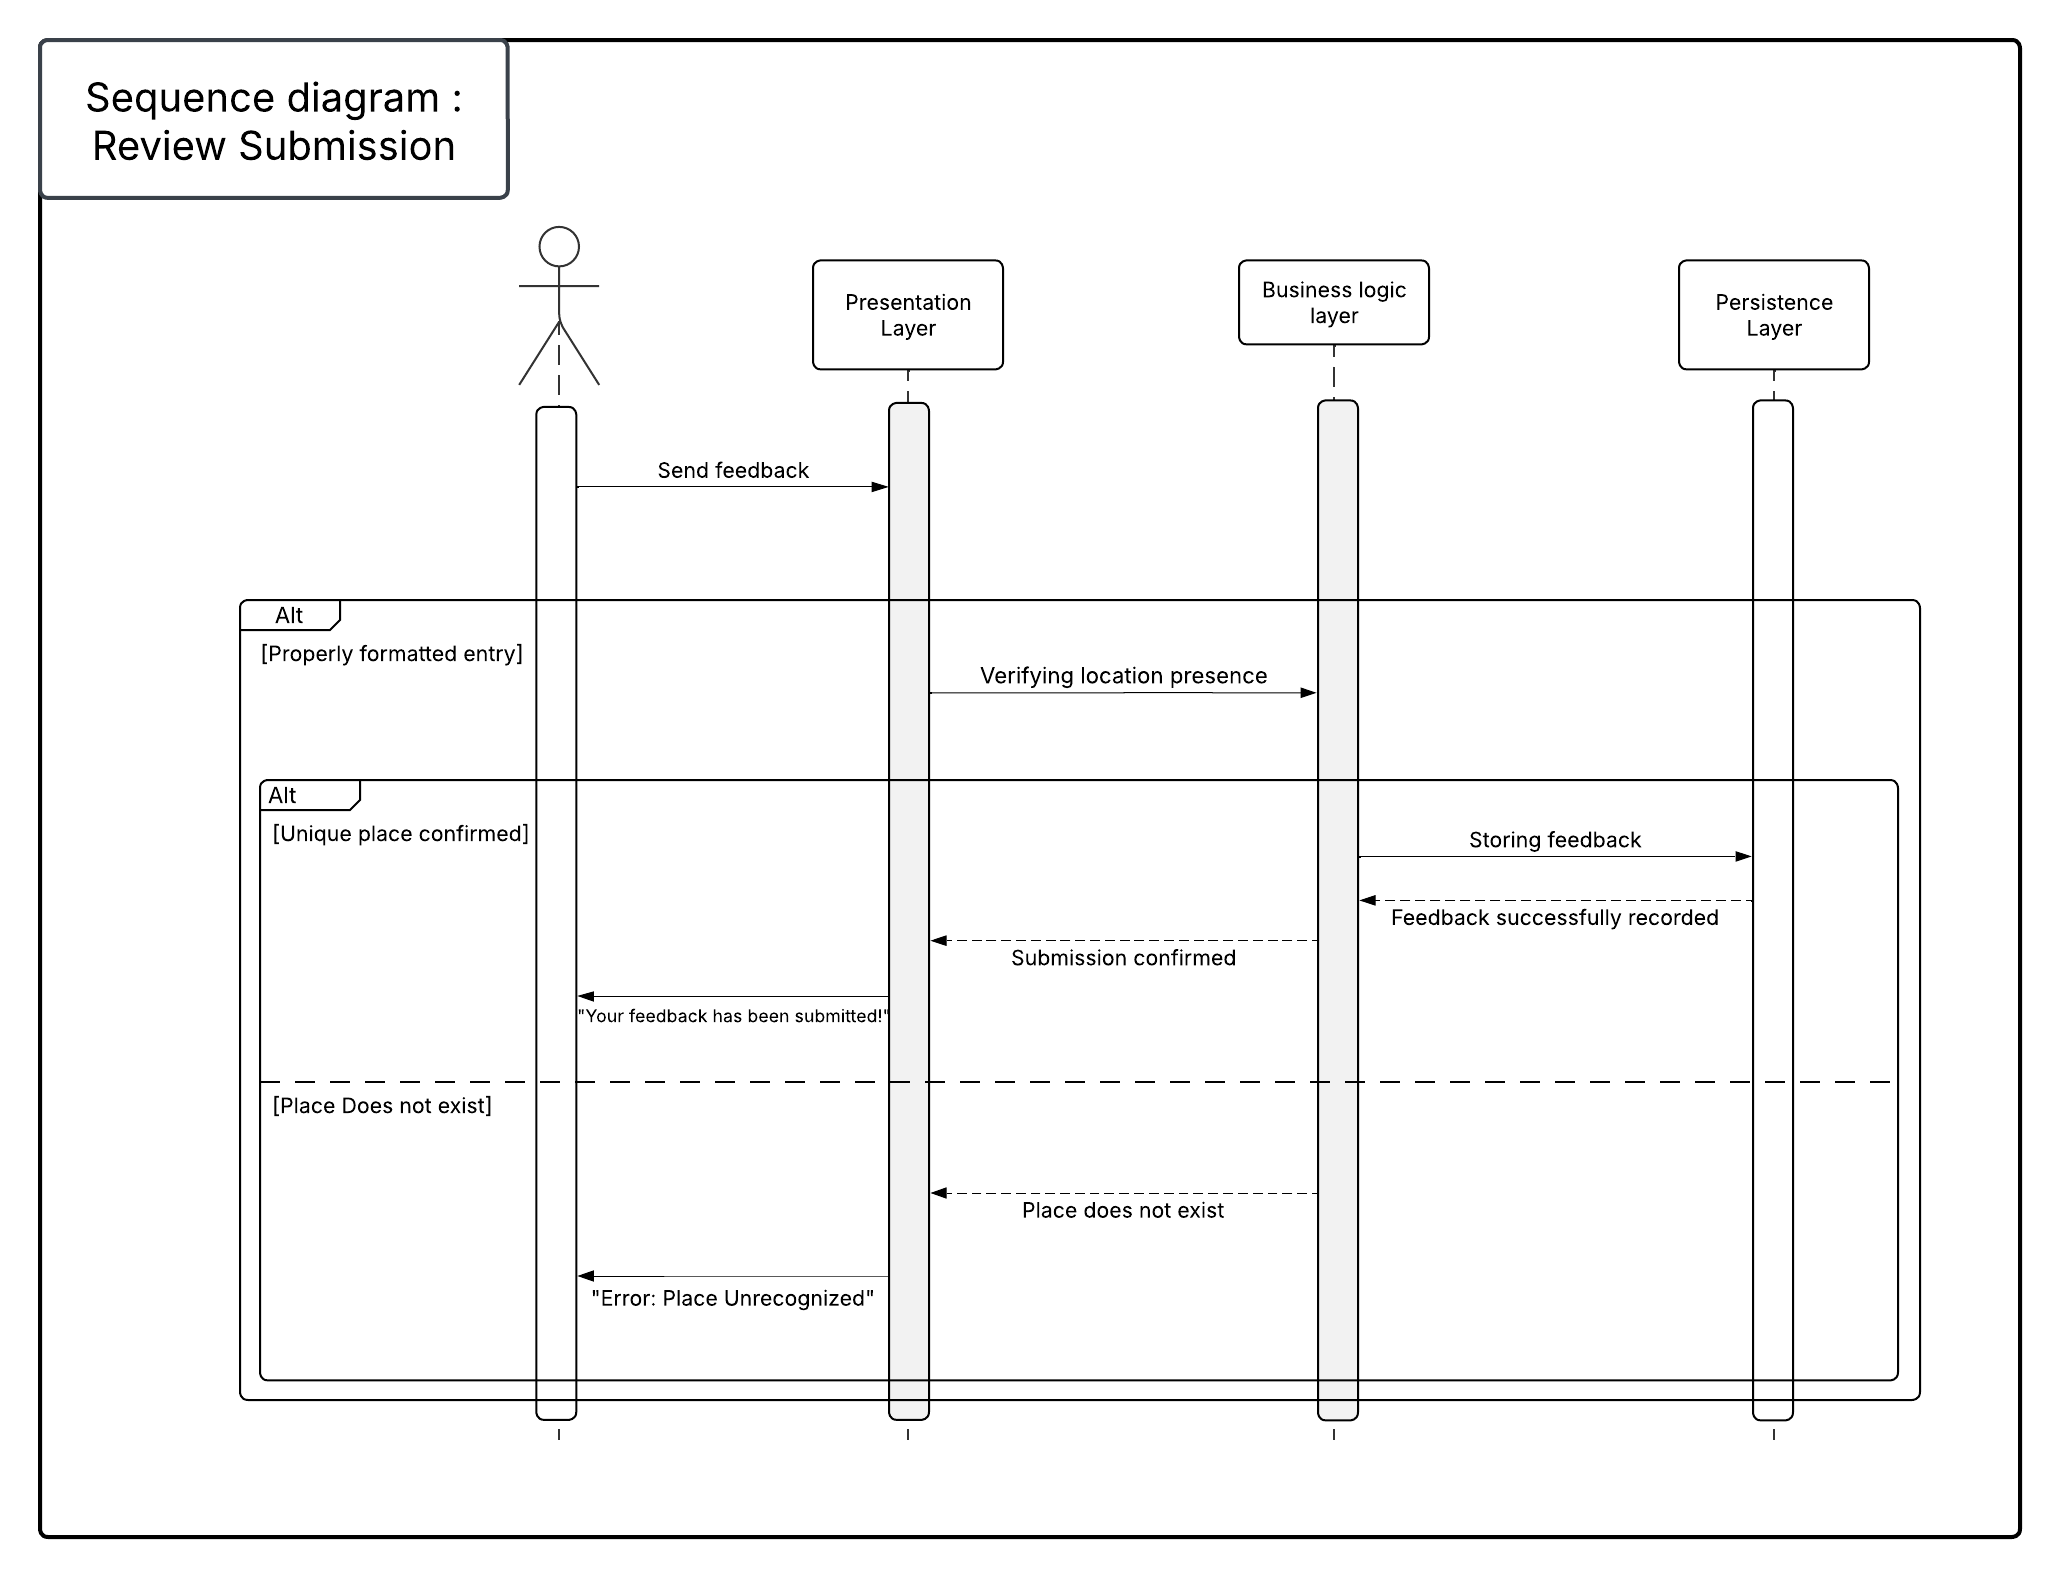 Sequence diagram :
Review Submission
Presentation
Layer
Business logic
layer
Persistence
Layer
Send feedback
Alt
[Properly formatted entry]
Verifying location presence
Alt
[Unique place confirmed]
Storing feedback
Feedback successfully recorded
Submission confirmed
"Your feedback has been submitted!"
[Place Does not exist]
Place does not exist
"Error: Place Unrecognized"